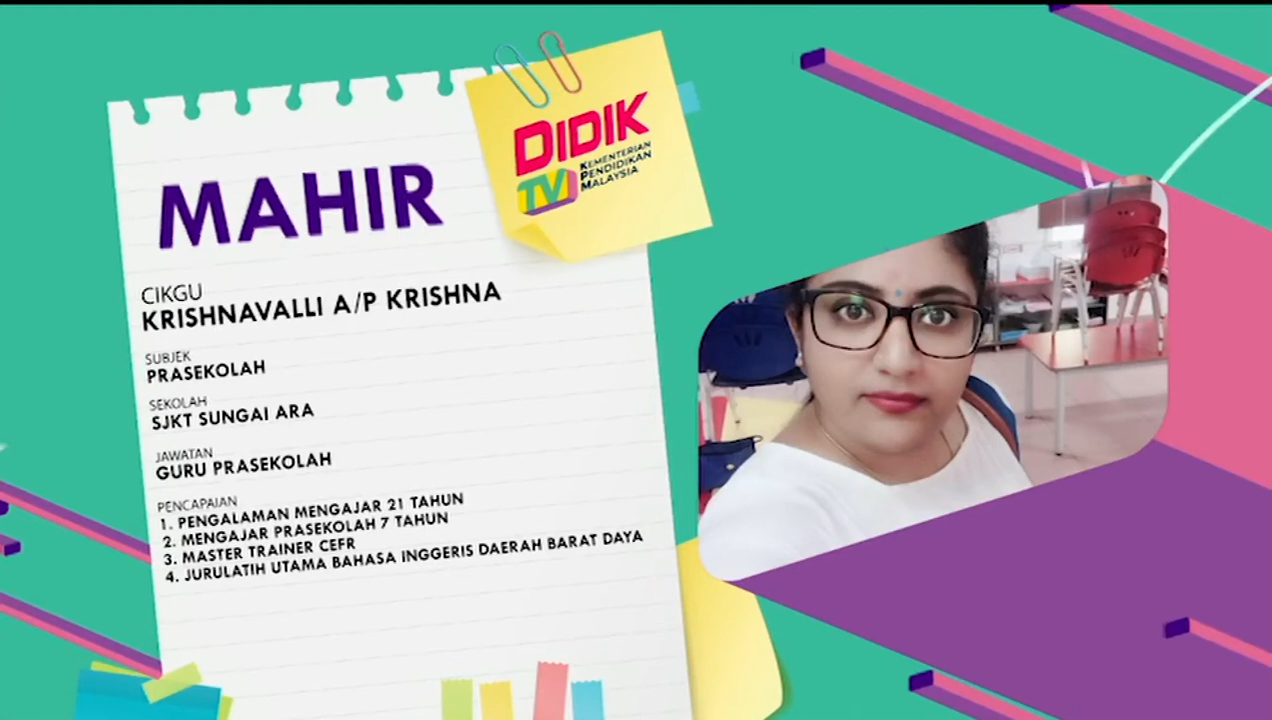 MAHIR
DIDIK
TV
KEMENTERIAN
PENDIDIKAN
MALAYSIA
CIKGU
KRISHNAVALLI A/P KRISHNA
SUBJEK
PRASEKOLAH
SEKOLAH
SJKT SUNGAI ARA
JAWATAN
GURU PRASEKOLAH
PENCAPAIAN
1. PENGALAMAN MENGAJAR 21 TAHUN
2. MENGAJAR PRASEKOLAH 7 TAHUN
3. MASTER TRAINER CEFR
4. JURULATIH UTAMA BAHASA INGGERIS DAERAH BARAT DAYA